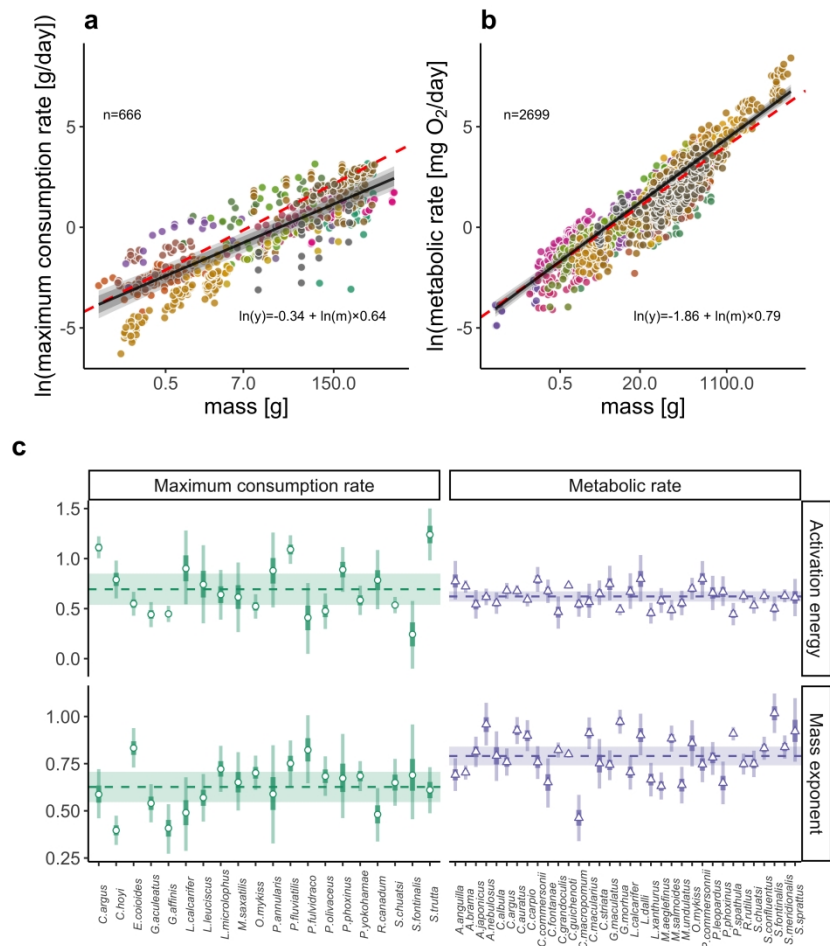 a
b
ln(maximum consumption rate [g/day])
n=666
5
0
-5
ln(y)=-0.34 + ln(m)×0.64
0.5
7.0
150.0
mass [g]
ln(metabolic rate [mg O₂/day)
n=2699
5
0
-5
ln(y)=-1.86 + ln(m)×0.79
0.5
20.0
1100.0
mass [g]
c
Maximum consumption rate
Metabolic rate
1.5
1.0
0.5
0.0
Activation energy
1.00
0.75
0.50
0.25
Mass exponent
C.argus
C.hoyi
E.coioides
G.aculeatus
G.affinis
L.calcarifer
L.leuciscus
L.microlophus
M.saxatilis
O.mykiss
P.annularis
P.fluviatilis
P.fulvidraco
P.olivaceus
P.phoxinus
P.yokohamae
R.canadum
S.chuatsi
S.fontinalis
S.trutta
A.anguilla
A.brama
A.japonicus
A.nebulosus
C.albula
C.argus
C.auratus
C.carpio
C.commersonii
C.fontanae
C.grandoculis
C.guichenoti
C.macropomum
C.macularius
C.striata
G.maculatus
G.morhua
L.calcarifer
L.dalli
L.xanthurus
M.aeglefinus
M.salmoides
M.undulatus
O.mykiss
P.commersonnii
P.leopardus
P.phoxinus
P.spathula
R.rutilus
S.chuatsi
S.confluentus
S.fontinalis
S.meridionalis
S.sprattus